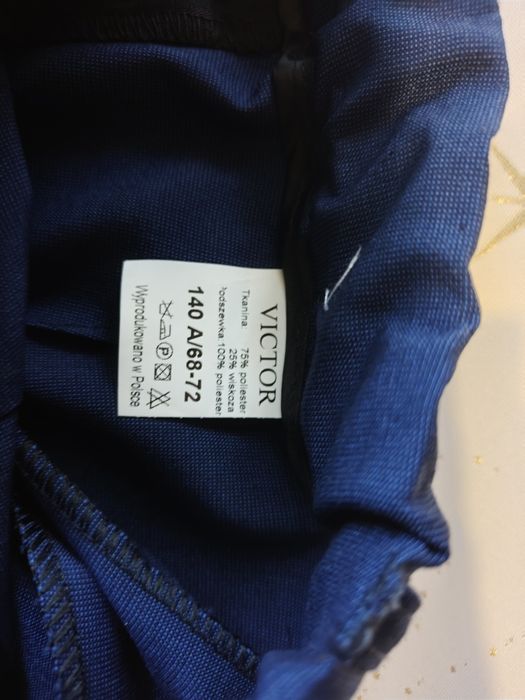 VICTOR
Tkanina: 75% poliester
25% wiskoza
Podszewka:100% poliester
140 A/68-72
Wyprodukowano w Polsce